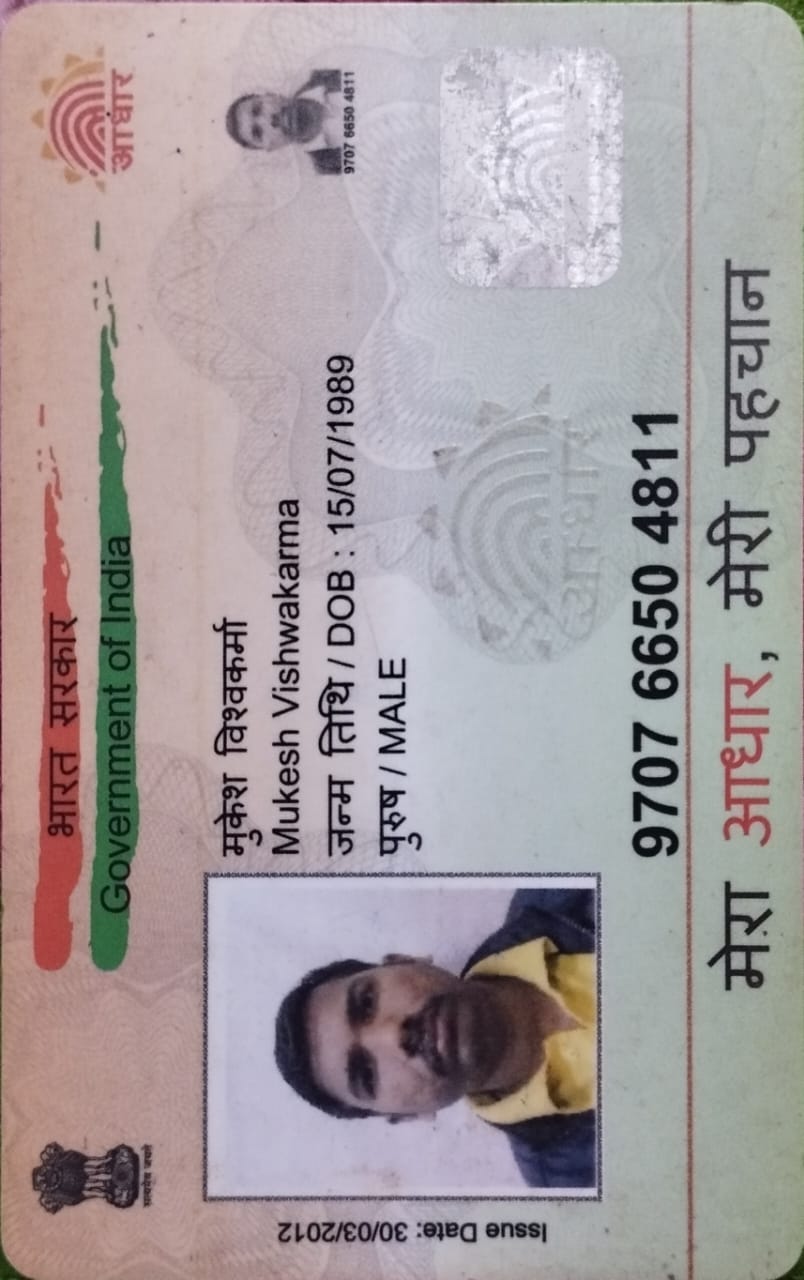 भारत सरकार
Government of India
आधार
सत्यमेव जयते
Issue Date: 30/03/2012
मुकेश विश्वकर्मा
Mukesh Vishwakarma
जन्म तिथि / DOB : 15/07/1989
पुरुष / MALE
9707 6650 4811
आधार
9707 6650 4811
मेरा आधार, मेरी पहचान